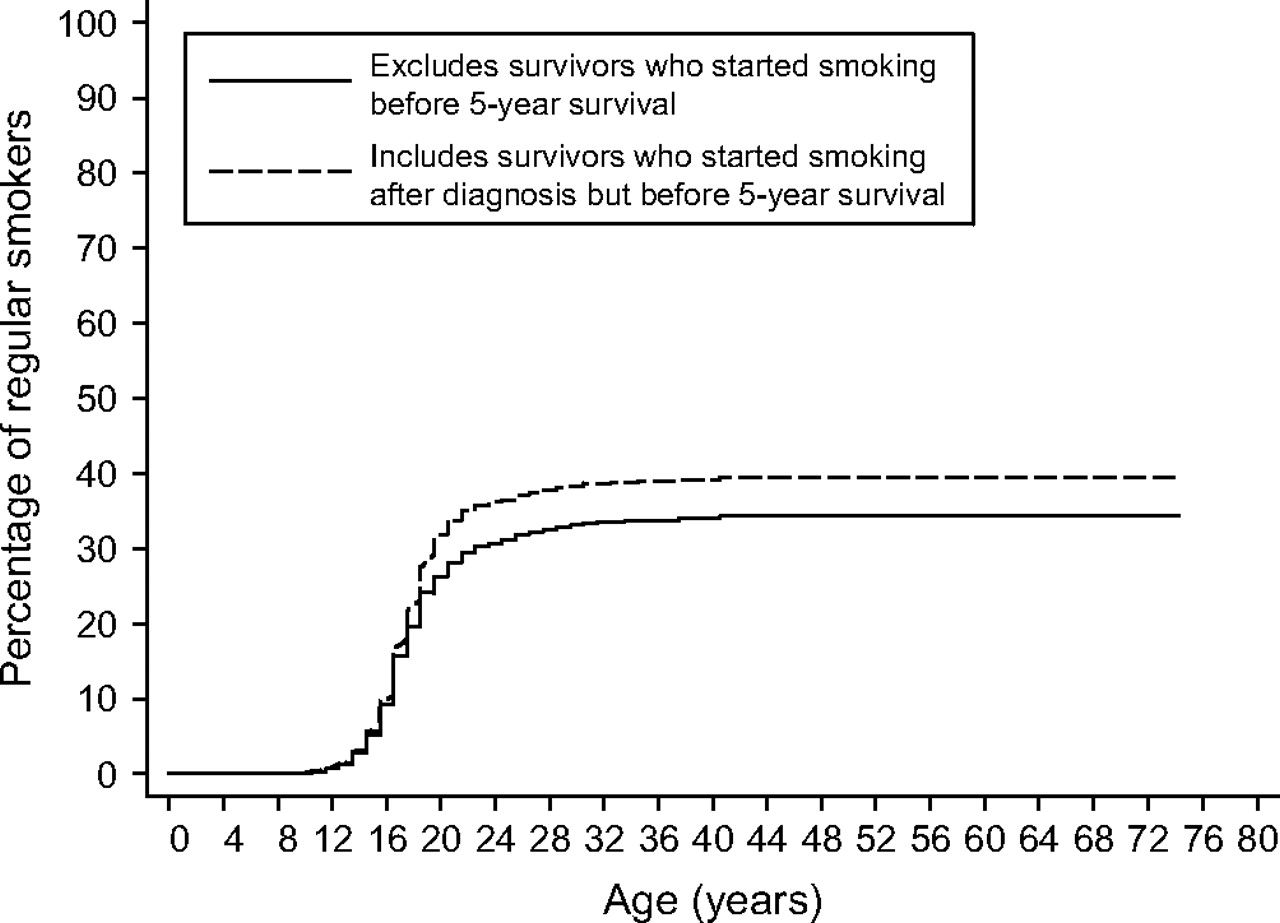 Percentage of regular smokers
100
90
80
70
60
50
40
30
20
10
0
Excludes survivors who started smoking
before 5-year survival
Includes survivors who started smoking
after diagnosis but before 5-year survival
0 4 8 12 16 20 24 28 32 36 40 44 48 52 56 60 64 68 72 76 80
Age (years)